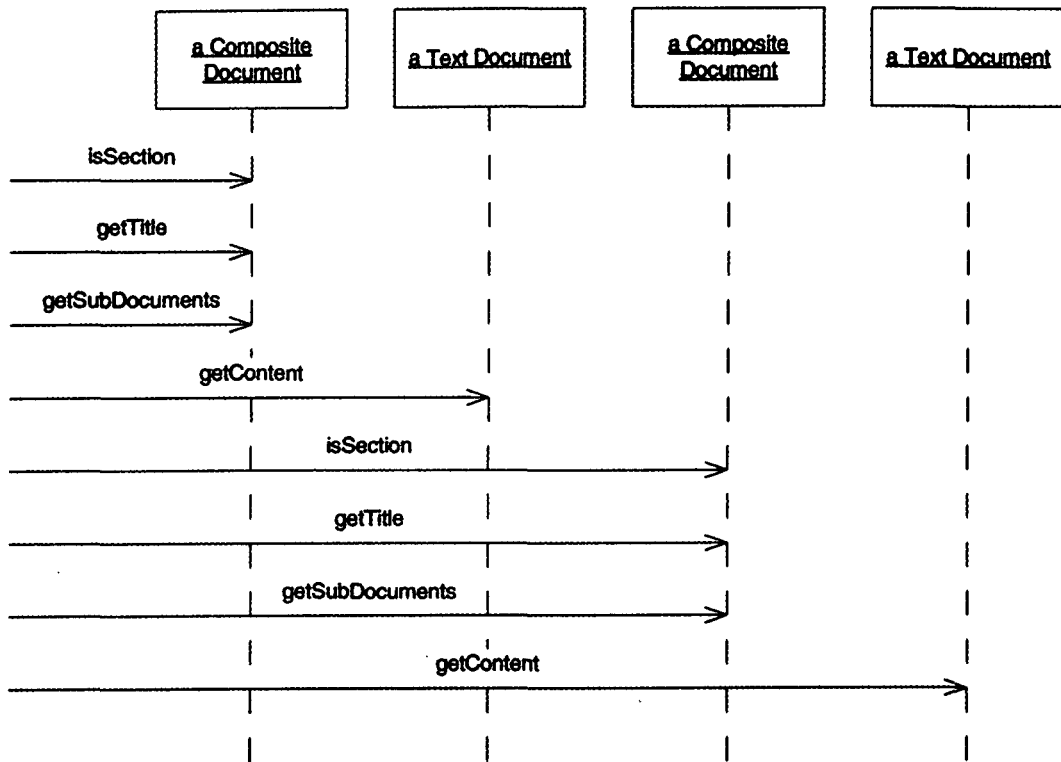 a Composite
Document
a Text Document
a Composite
Document
a Text Document
isSection
getTitle
getSubDocuments
getContent
isSection
getTitle
getSubDocuments
getContent